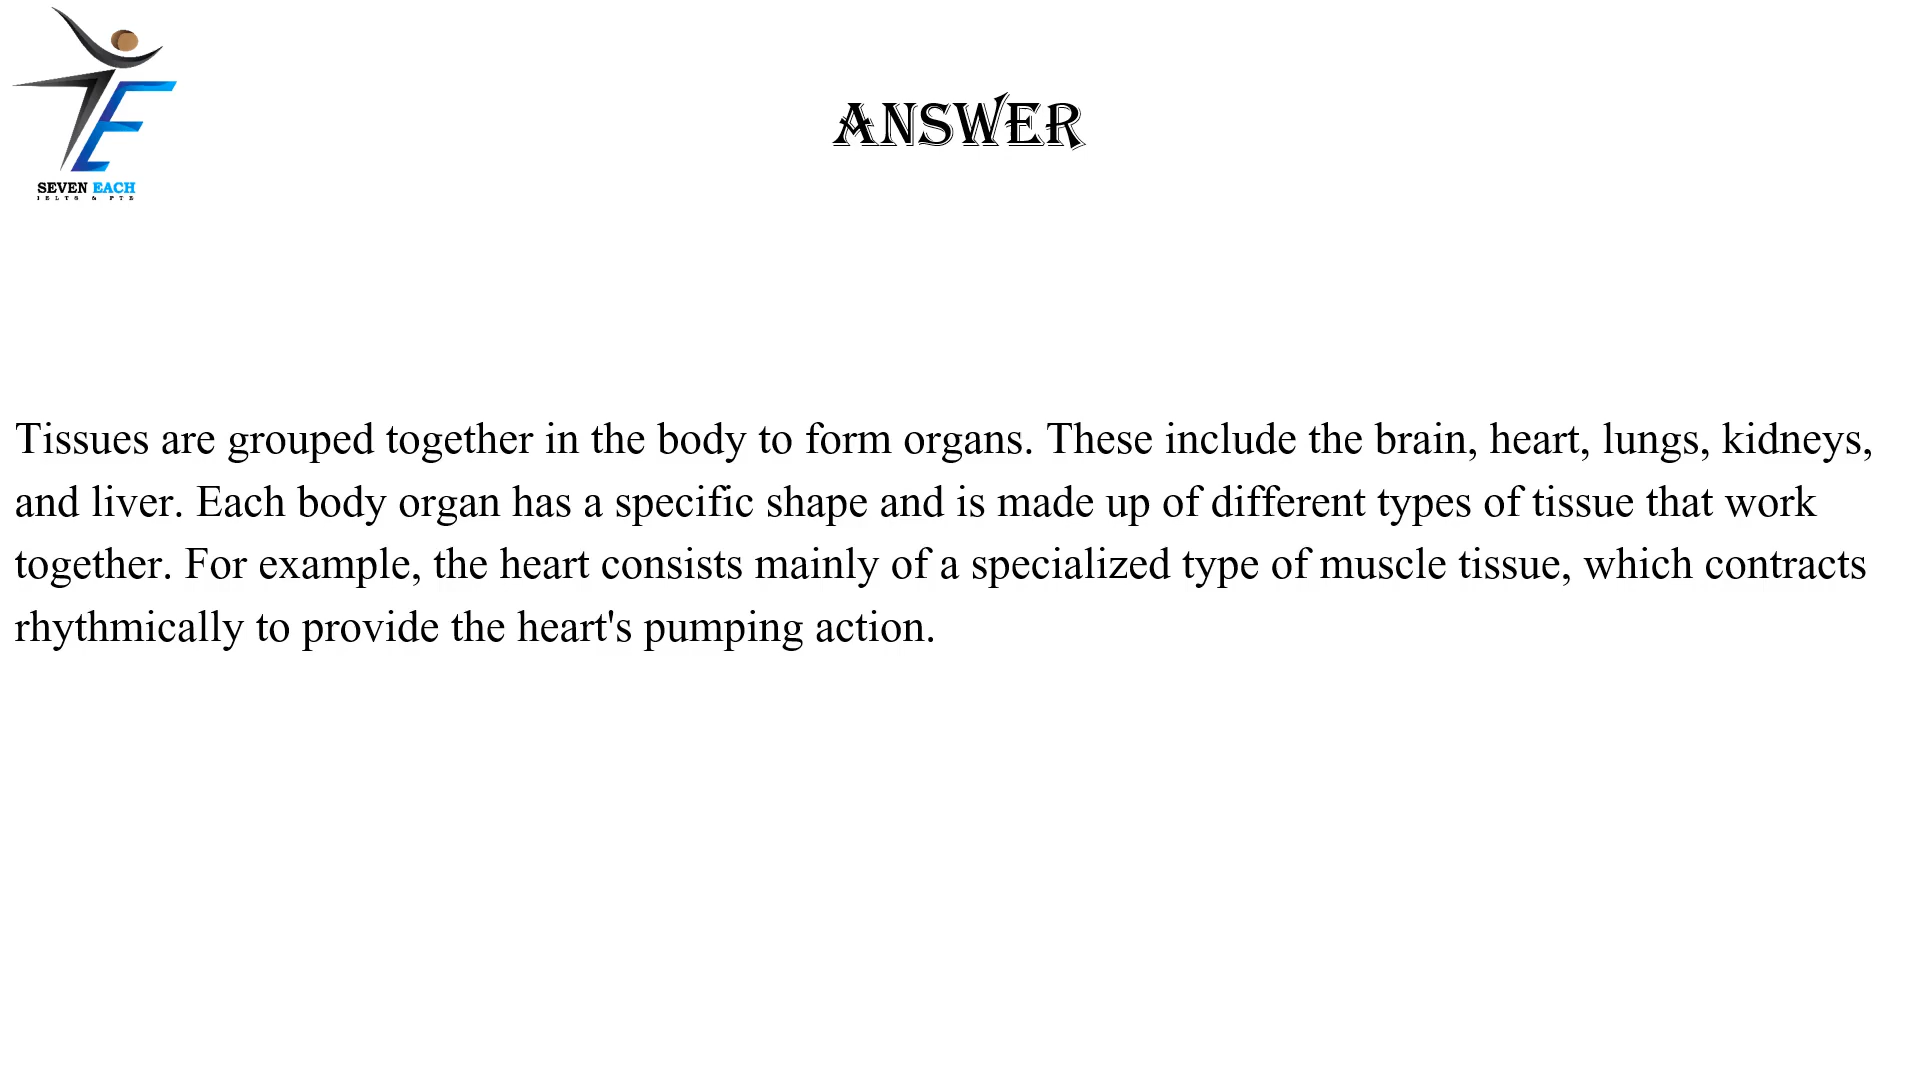 SEVEN EACH
IELTS & PTE
ANSWER
Tissues are grouped together in the body to form organs. These include the brain, heart, lungs, kidneys,
and liver. Each body organ has a specific shape and is made up of different types of tissue that work
together. For example, the heart consists mainly of a specialized type of muscle tissue, which contracts
rhythmically to provide the heart's pumping action.